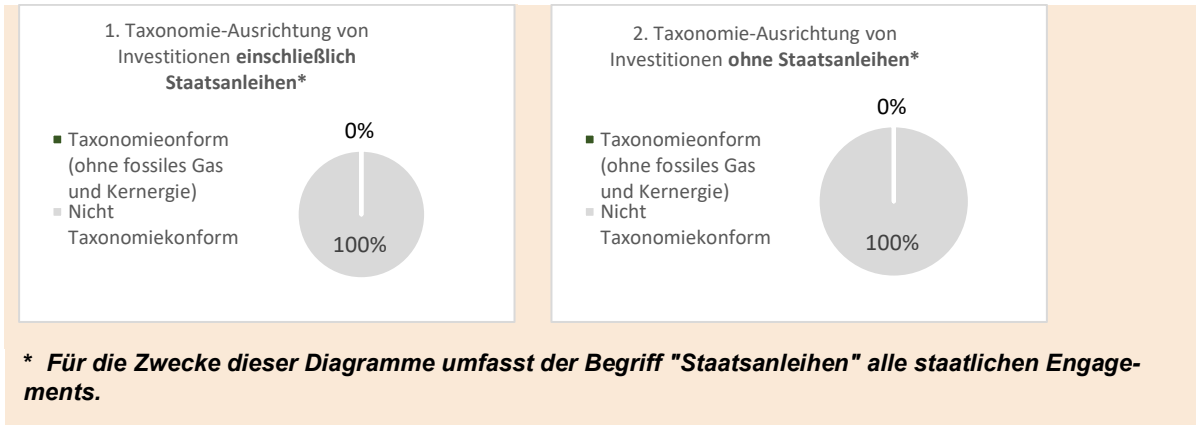 1. Taxonomie-Ausrichtung von
Investitionen einschließlich
Staatsanleihen*
0%
Taxonomieonform
(ohne fossiles Gas
und Kernergie)
Nicht
Taxonomiekonform
100%
2. Taxonomie-Ausrichtung von
Investitionen ohne Staatsanleihen*
0%
Taxonomieonform
(ohne fossiles Gas
und Kernergie)
Nicht
Taxonomiekonform
100%
* Für die Zwecke dieser Diagramme umfasst der Begriff "Staatsanleihen" alle staatlichen Engage-
ments.